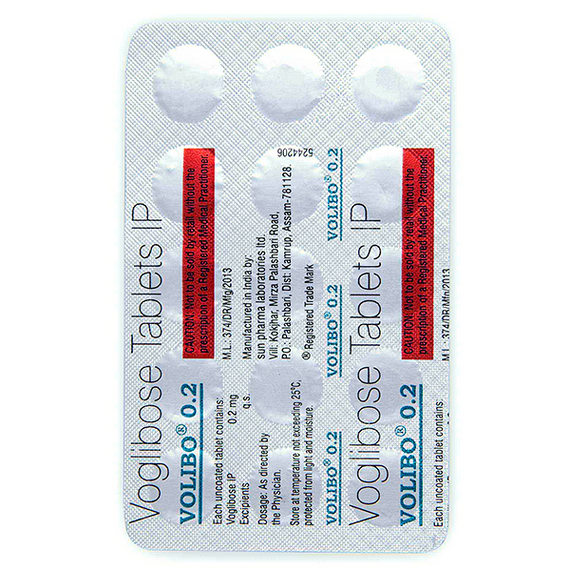 Voglibose Tablets IP
VOLIBO® 0.2
CAUTION: Not to be sold by retail without the
prescription of a Registered Medical Practitioner.
Each uncoated tablet contains:
Voglibose IP 0.2 mg
Excipients q.s.
Dosage: As directed by
the Physician.
Store at temperature not exceeding 25°C,
protected from light and moisture.
M.L.: 374/DR/Mfg/2013
Manufactured in India by:
sun pharma laboratories ltd.
Vill: Kokjhar, Mirza Palashbari Road,
P.O.: Palashbari, Dist: Kamrup, Assam-781128.
® Registered Trade Mark
5244206
VOLIBO® 0.2
VOLIBO® 0.2
VOLIBO® 0.2
Voglibose Tablets IP
VOLIBO® 0.2
CAUTION: Not to be sold by retail without the
prescription of a Registered Medical Practitioner.
Each uncoated tablet contains:
M.L.: 374/DR/Mfg/2013